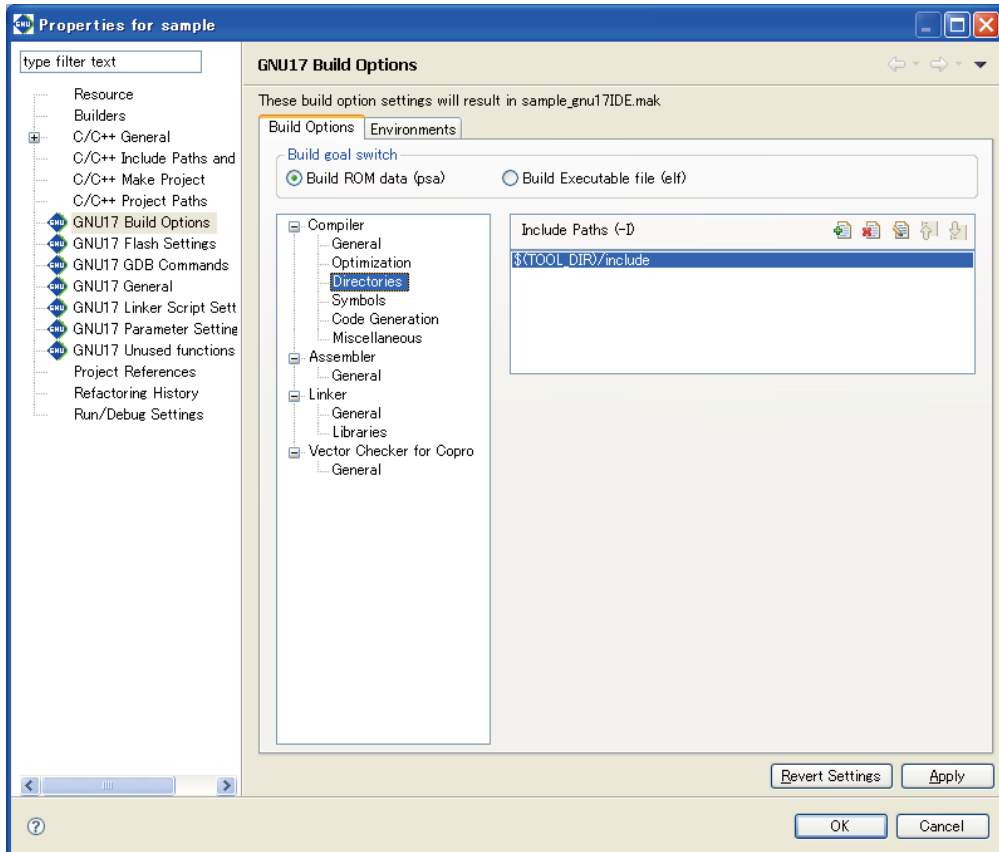 Properties for sample
type filter text
Resource
Builders
C/C++ General
C/C++ Include Paths and
C/C++ Make Project
C/C++ Project Paths
GNU17 Build Options
GNU17 Flash Settings
GNU17 GDB Commands
GNU17 General
GNU17 Linker Script Sett
GNU17 Parameter Setting
GNU17 Unused functions
Project References
Refactoring History
Run/Debug Settings
GNU17 Build Options
These build option settings will result in sample_gnu17IDE.mak
Build Options Environments
Build goal switch
Build ROM data (psa) Build Executable file (elf)
Compiler
General
Optimization
Directories
Symbols
Code Generation
Miscellaneous
Assembler
General
Linker
General
Libraries
Vector Checker for Copro
General
Include Paths (-I)
$(TOOL_DIR)/include
Revert Settings Apply
OK Cancel